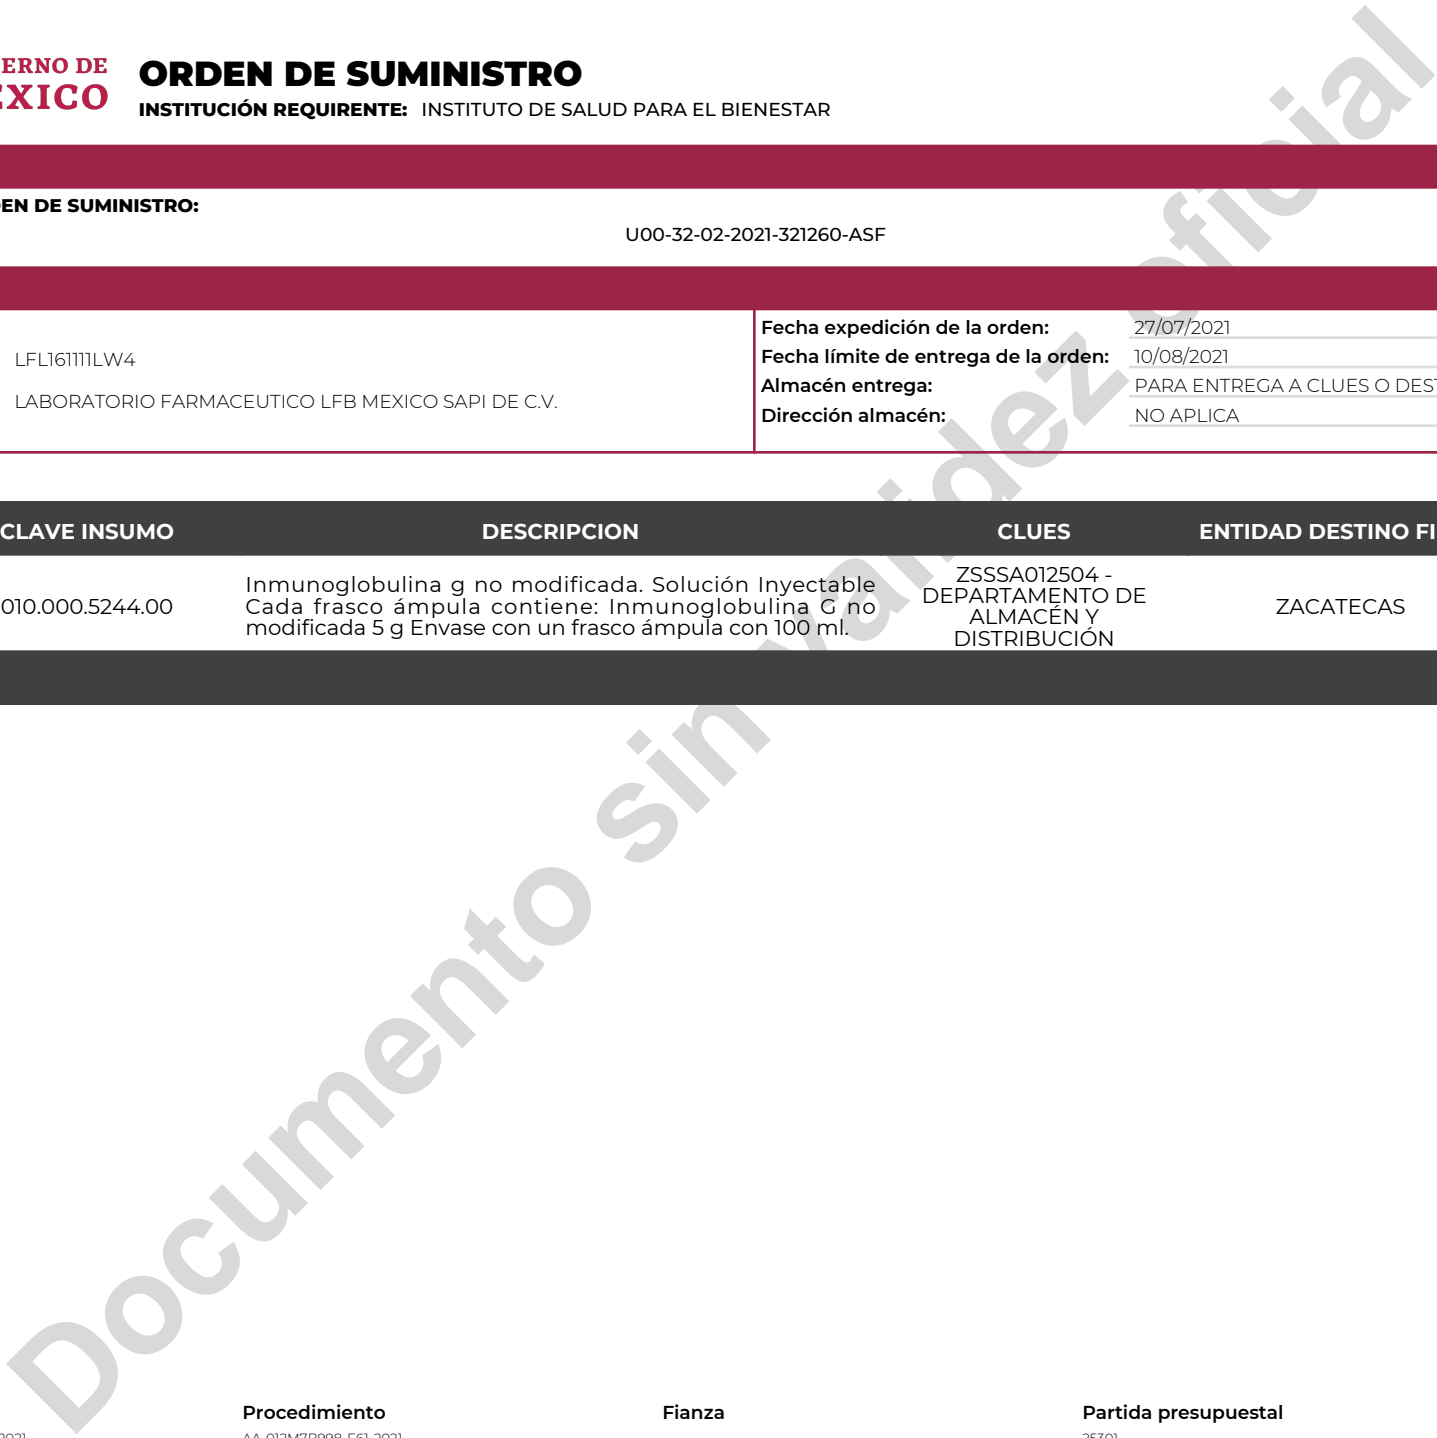 ERNO DE
EXICO
ORDEN DE SUMINISTRO
INSTITUCIÓN REQUIRENTE: INSTITUTO DE SALUD PARA EL BIENESTAR
EN DE SUMINISTRO:
U00-32-02-2021-321260-ASF
LFL161111LW4
LABORATORIO FARMACEUTICO LFB MEXICO SAPI DE C.V.
Fecha expedición de la orden: 27/07/2021
Fecha límite de entrega de la orden: 10/08/2021
Almacén entrega: PARA ENTREGA A CLUES O DEST
Dirección almacén: NO APLICA
CLAVE INSUMO DESCRIPCION CLUES ENTIDAD DESTINO FI
010.000.5244.00
Inmunoglobulina g no modificada. Solución Inyectable
Cada frasco ámpula contiene: Inmunoglobulina G no
modificada 5 g Envase con un frasco ámpula con 100 ml.
ZSSSA012504 -
DEPARTAMENTO DE
ALMACÉN Y
DISTRIBUCIÓN
ZACATECAS
Documento sin validez oficial
Procedimiento Fianza Partida presupuestal